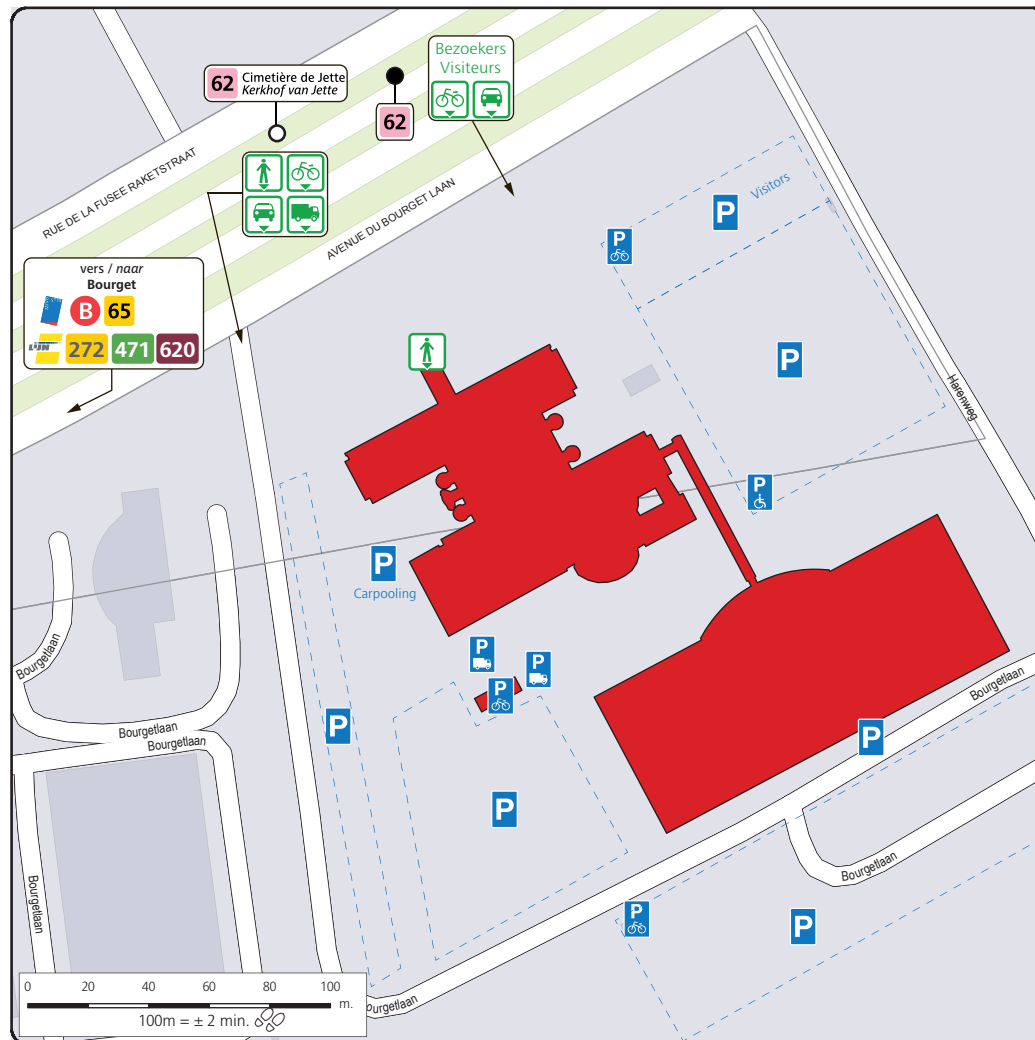 62 Cimetière de Jette
Kerkhof van Jette
62
Bezoekers
Visiteurs
RUE DE LA FUSEE RAKETSTRAAT
AVENUE DU BOURGET LAAN
vers / naar
Bourget
B 65
LIJN 272 471 620
Visitors
P
P
P
Harenweg
P
P
Carpooling
P
P
P
P
P
P
P
P
P
Bourgetlaan
Bourgetlaan
Bourgetlaan
Bourgetlaan
Bourgetlaan
Bourgetlaan
Bourgetlaan
0 20 40 60 80 100 m.
100m = ± 2 min.